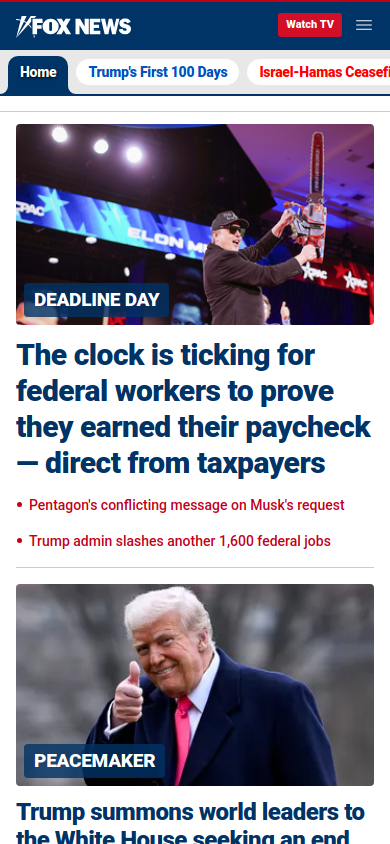 FOX NEWS
Watch TV
Home
Trump's First 100 Days
Israel-Hamas
CPAC
ELON
CPAC
DEADLINE DAY
The clock is ticking for
federal workers to prove
they earned their paycheck
— direct from taxpayers
• Pentagon's conflicting message on Musk's request
• Trump admin slashes another 1,600 federal jobs
PEACEMAKER
Trump summons world leaders to
the White House seeking an end